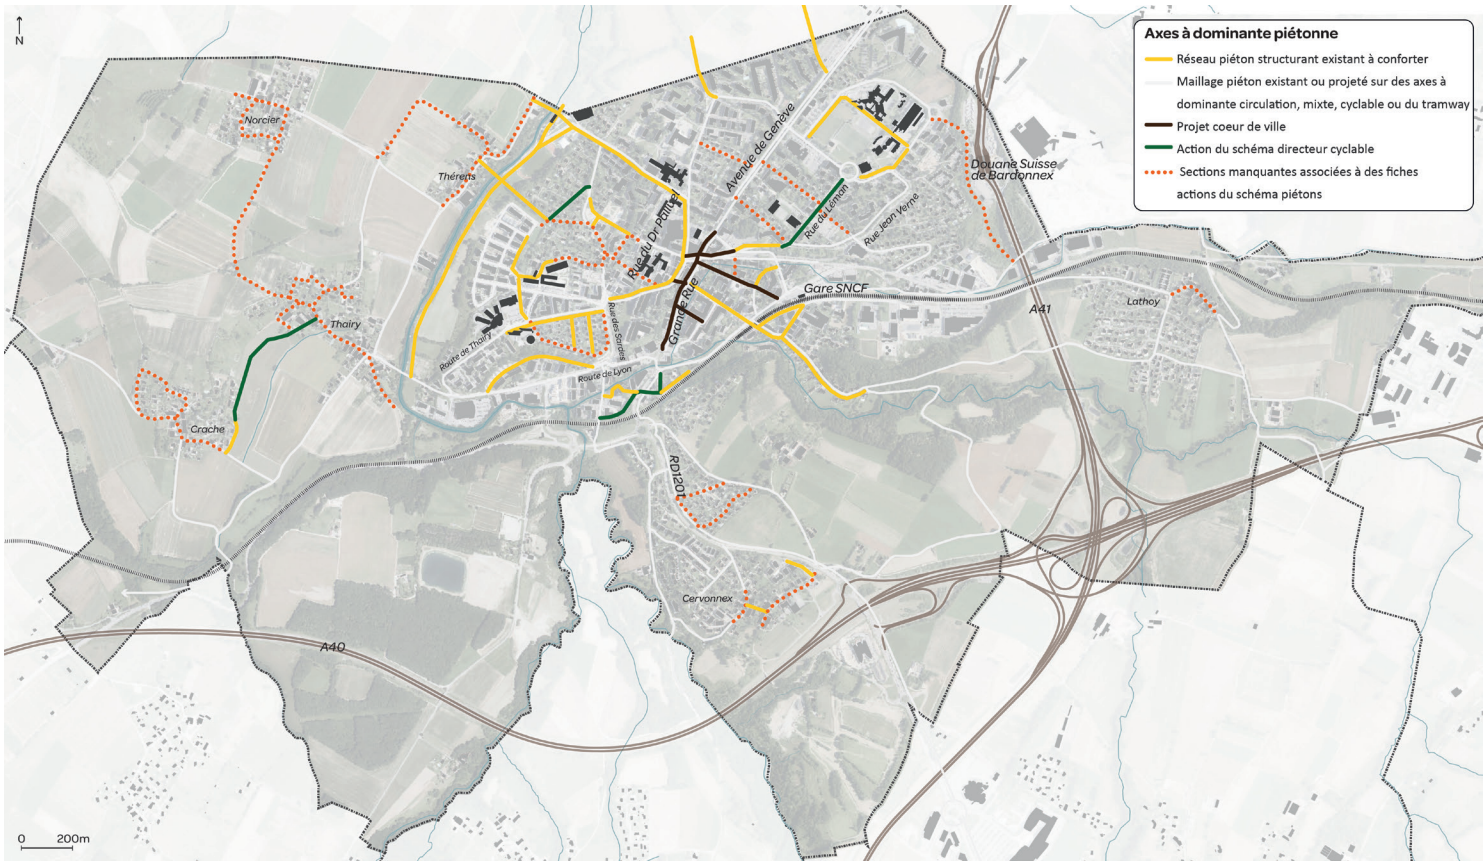 N
Axes à dominante piétonne
Réseau piéton structurant existant à conforter
Maillage piéton existant ou projeté sur des axes à
dominante circulation, mixte, cyclable ou du tramway
Projet coeur de ville
Action du schéma directeur cyclable
Sections manquantes associées à des fiches
actions du schéma piétons
Norcier
Avenue de Genève
Douane Suisse
de Bardonnex
Thérens
Rue du Dr Palluel
Rue du Léman
Rue Jean Verne
Gare SNCF
Grande Rue
Lathoy
A41
Thairy
Rue des Sardes
Route de Thairy
Route de Lyon
Crache
RD1201
Cervonnex
A40
0 200m